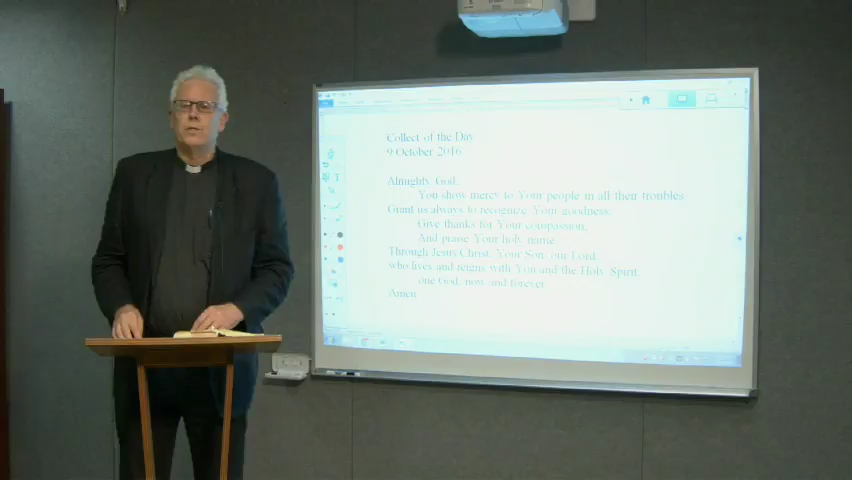 Collect of the Day
9 October 2016
Almighty God,
You show mercy to Your people in all their troubles
Grant us always to recognize Your goodness,
Give thanks for Your compassion,
And praise Your holy name
Through Jesus Christ, Your Son, our Lord
who lives and reigns with You and the Holy Spirit,
one God, now and forever.
Amen